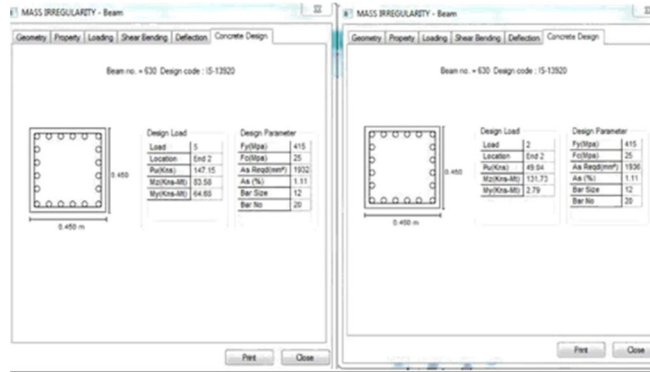 MASS IRREGULARITY - Beam
Geometry Property Loading Shear Bending Deflection Concrete Design
Beam no. = 630 Design code : IS-13920
0.450
0.450 m
Design Load
Load 5
Location End 2
Pu(Kns) 147.15
Mz(Kns-Mt) 83.58
My(Kns-Mt) 64.68
Design Parameter
Fy(Mpa) 415
Fc(Mpa) 25
As Reqd(mm²) 1932
As (%) 1.11
Bar Size 12
Bar No 20
Print Close
MASS IRREGULARITY - Beam
Geometry Property Loading Shear Bending Deflection Concrete Design
Beam no. = 630 Design code : IS-13920
0.450
0.450 m
Design Load
Load 2
Location End 2
Pu(Kns) 49.04
Mz(Kns-Mt) 131.73
My(Kns-Mt) 2.79
Design Parameter
Fy(Mpa) 415
Fc(Mpa) 25
As Reqd(mm²) 1936
As (%) 1.11
Bar Size 12
Bar No 20
Print Close